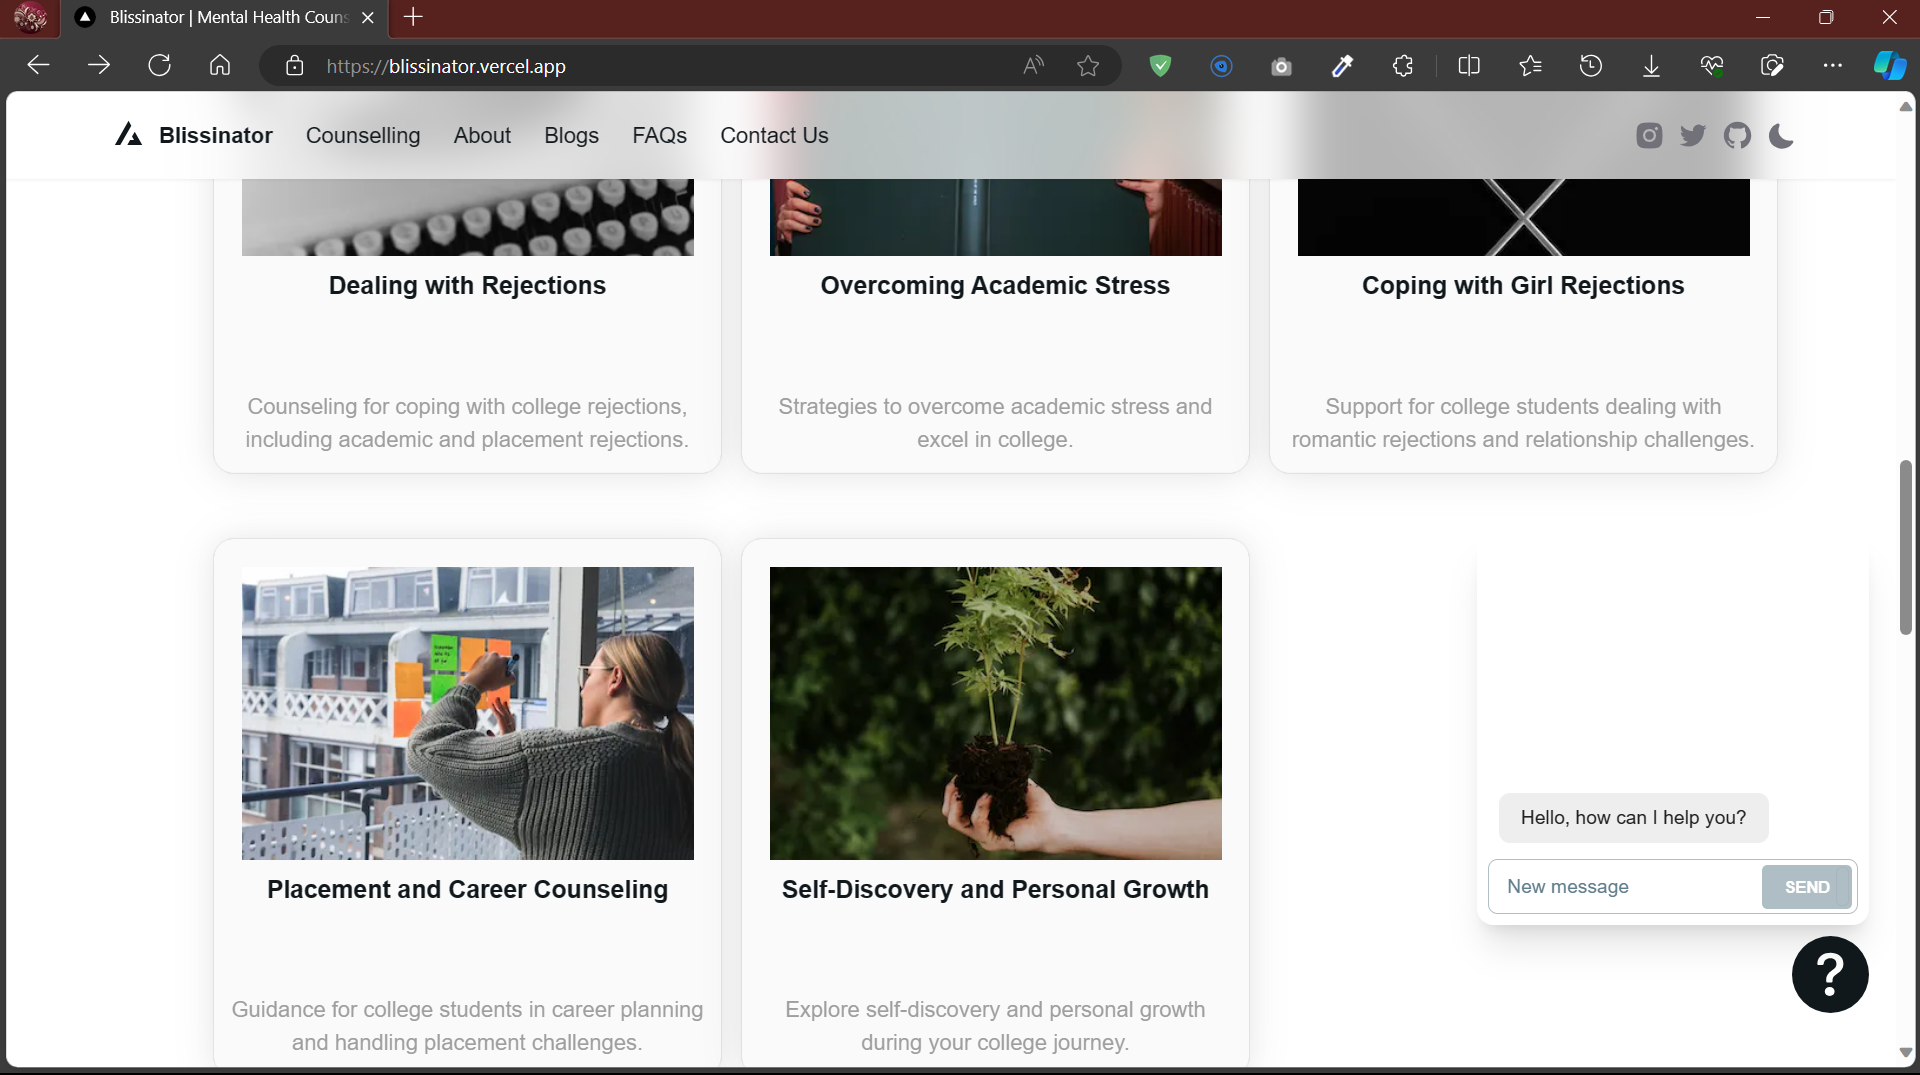 Blissinator | Mental Health Couns
https://blissinator.vercel.app
Blissinator Counselling About Blogs FAQs Contact Us
Dealing with Rejections
Counseling for coping with college rejections,
including academic and placement rejections.
Overcoming Academic Stress
Strategies to overcome academic stress and
excel in college.
Coping with Girl Rejections
Support for college students dealing with
romantic rejections and relationship challenges.
Placement and Career Counseling
Guidance for college students in career planning
and handling placement challenges.
Self-Discovery and Personal Growth
Explore self-discovery and personal growth
during your college journey.
Hello, how can I help you?
New message
SEND
?